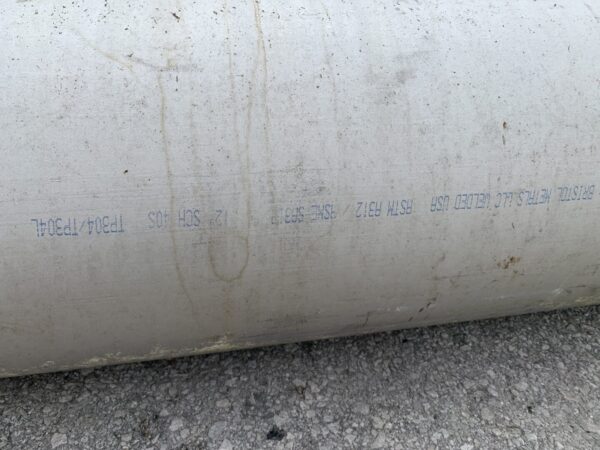 BRISTOL METALS, LLC WELDED USA ASTM A312 / ASME SA312 12" SCH 40S TP304/TP304L